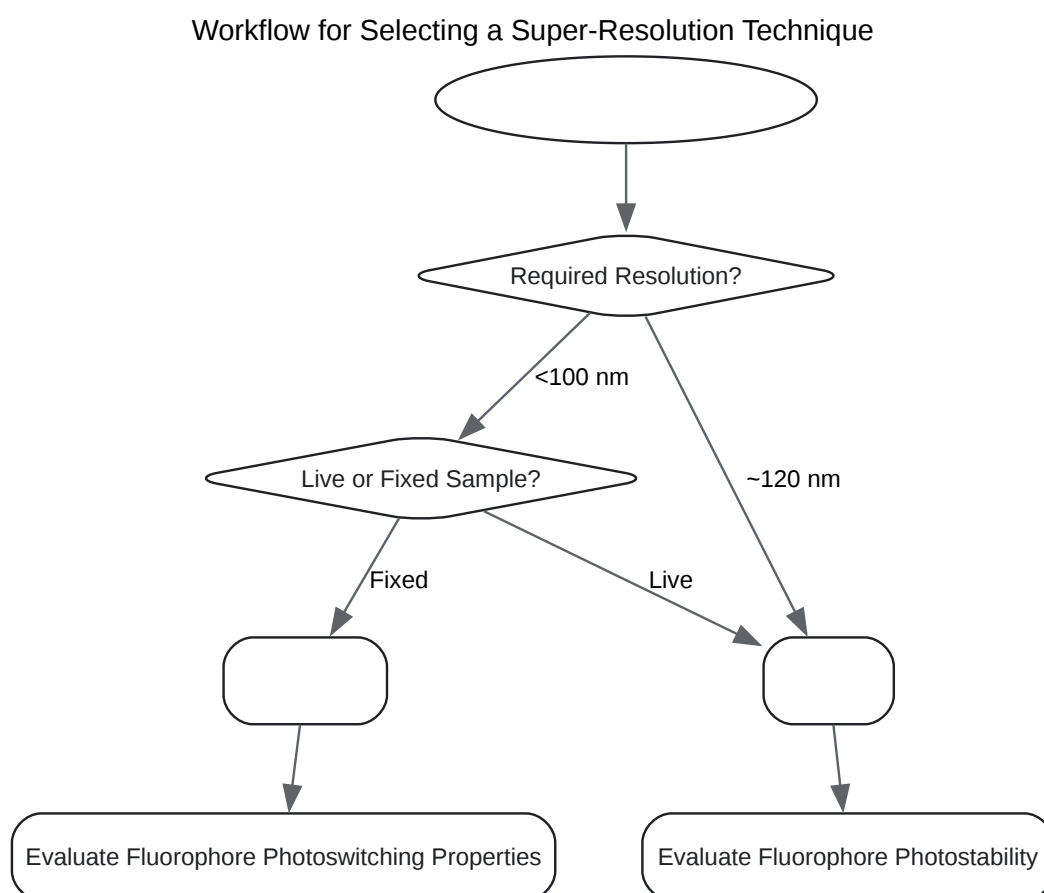 Workflow for Selecting a Super-Resolution Technique
Required Resolution?
<100 nm
Live or Fixed Sample?
~120 nm
Fixed
Live
Evaluate Fluorophore Photoswitching Properties
Evaluate Fluorophore Photostability